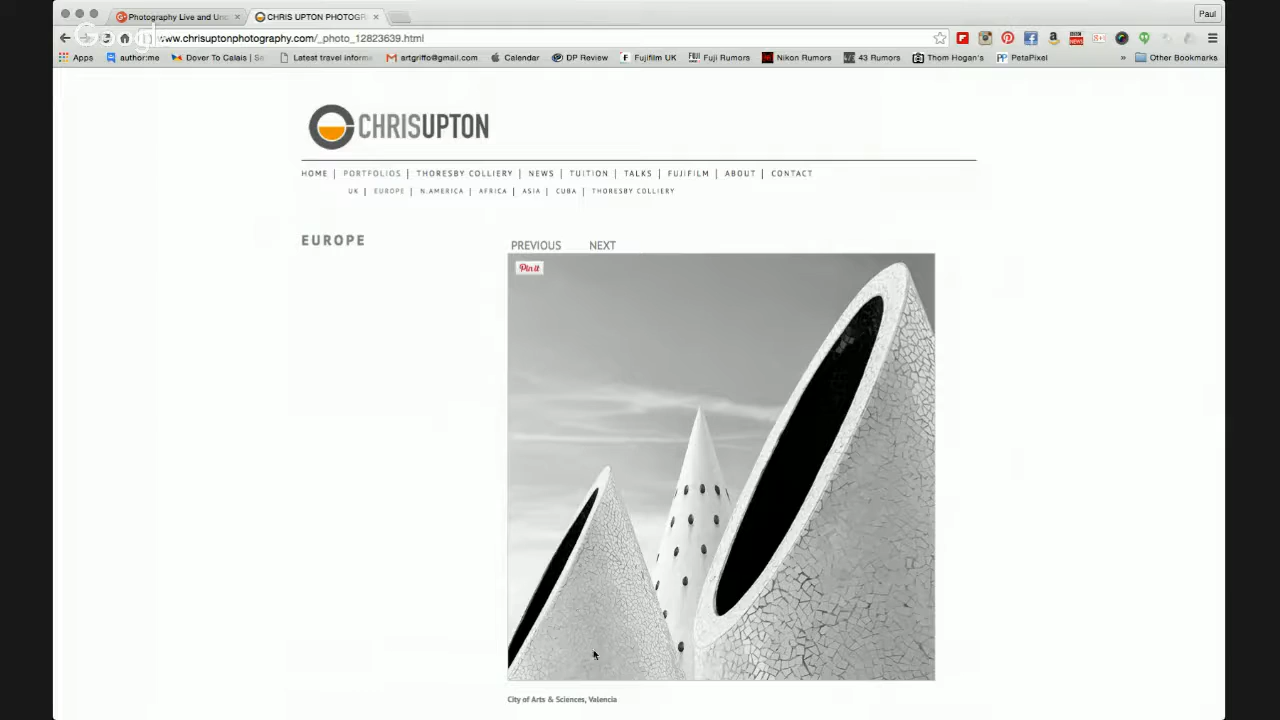 Photography Live and Un
CHRIS UPTON PHOTOGR
Paul
www.chrisuptonphotography.com/_photo_12823639.html
Apps
author:me
Dover To Calais | Se
Latest travel informa
artgriffo@gmail.com
Calendar
DP Review
Fujifilm UK
Fuji Rumors
Nikon Rumors
43 Rumors
Thom Hogan's
PetaPixel
»
Other Bookmarks
CHRISUPTON
HOME | PORTFOLIOS | THORESBY COLLIERY | NEWS | TUITION | TALKS | FUJIFILM | ABOUT | CONTACT
UK | EUROPE | N.AMERICA | AFRICA | ASIA | CUBA | THORESBY COLLIERY
EUROPE
PREVIOUS NEXT
Pin it
City of Arts & Sciences, Valencia